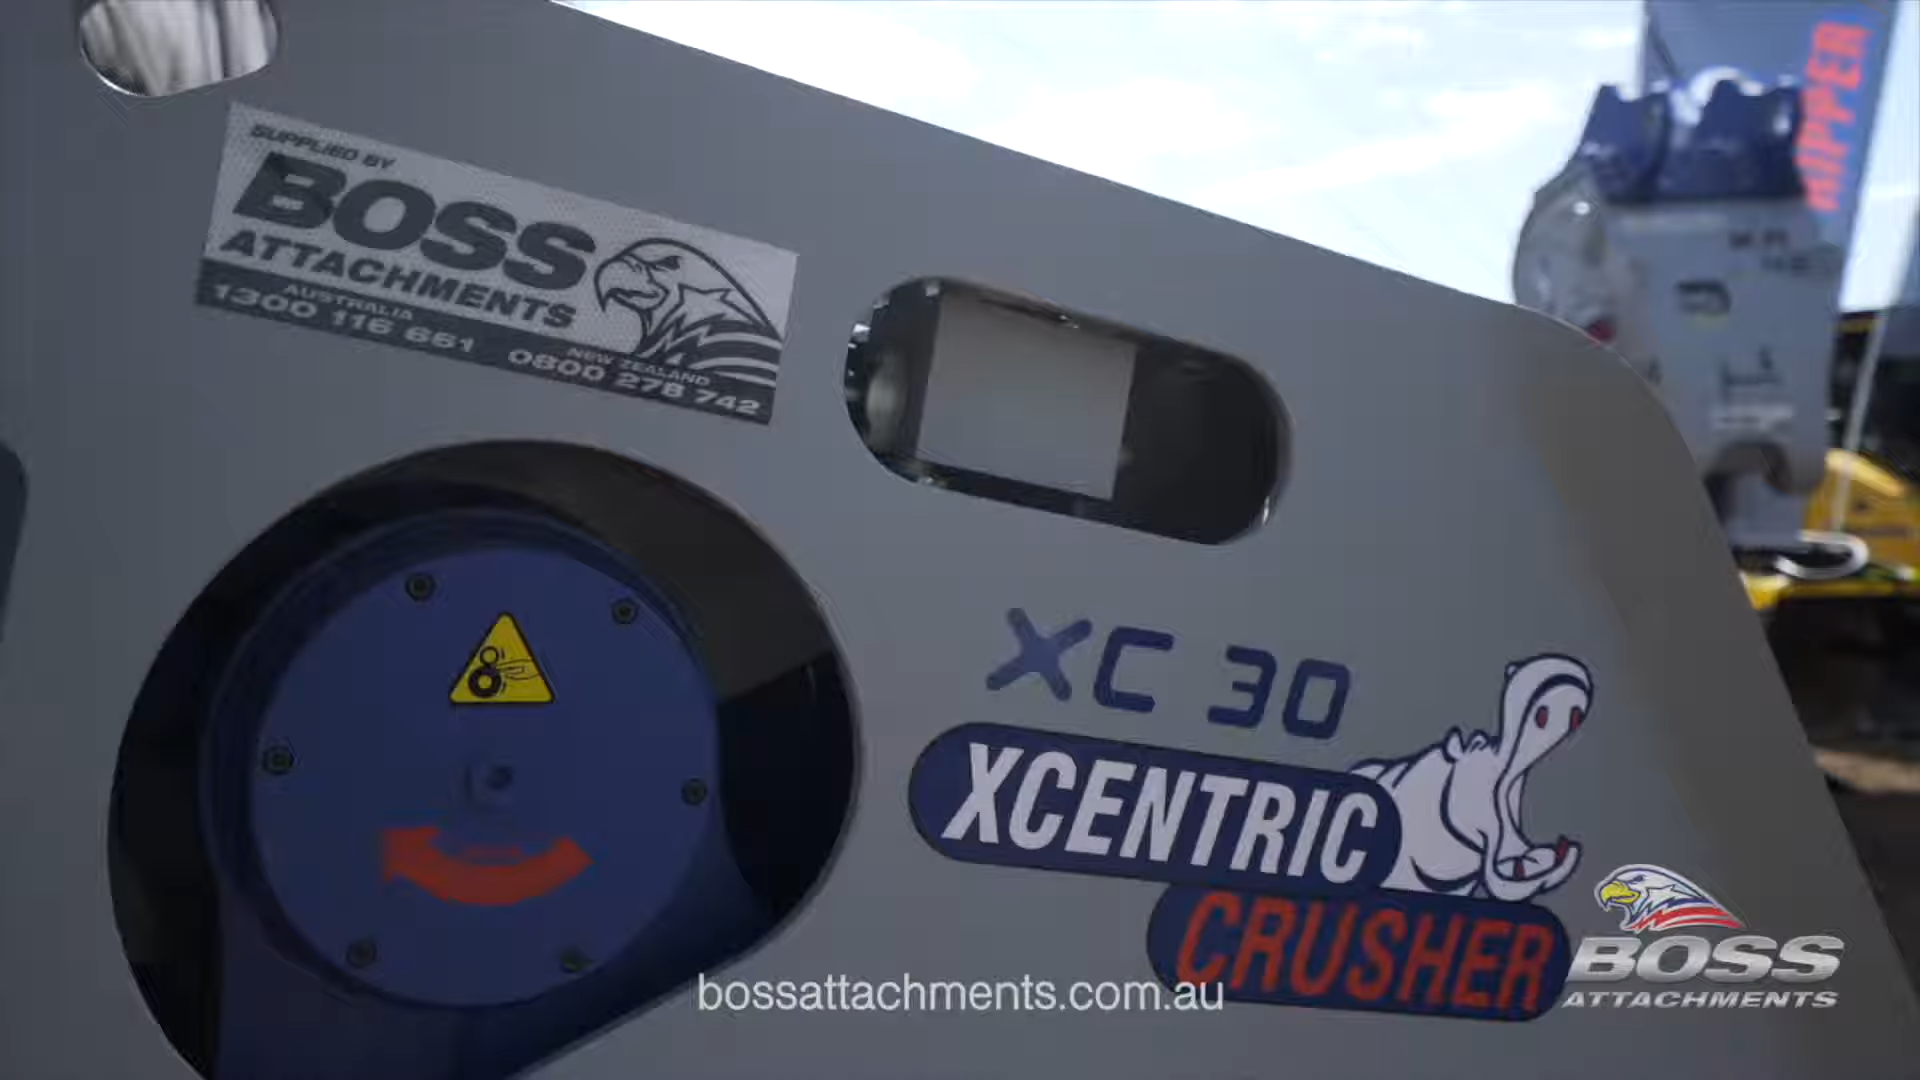 SUPPLIED BY
BOSS
ATTACHMENTS
AUSTRALIA
1300 116 661
NEW ZEALAND
0800 278 742
RIPPER
XC 30
XCENTRIC
CRUSHER
BOSS
ATTACHMENTS
bossattachments.com.au